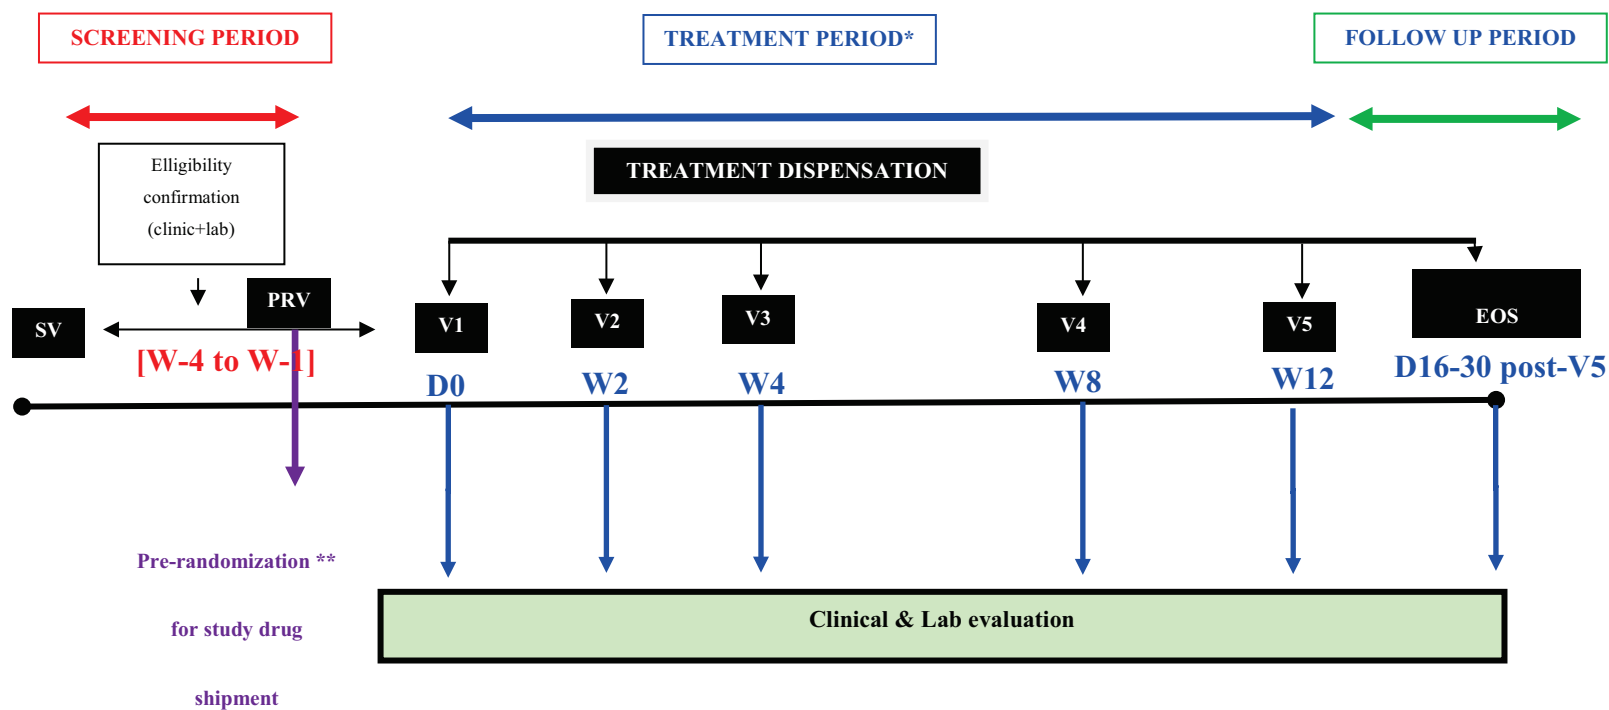 SCREENING PERIOD
TREATMENT PERIOD*
FOLLOW UP PERIOD
Elligibility
confirmation
(clinic+lab)
TREATMENT DISPENSATION
SV
PRV
V1
V2
V3
V4
V5
EOS
[W-4 to W-1]
D0
W2
W4
W8
W12
D16-30 post-V5
Pre-randomization **
for study drug
shipment
Clinical & Lab evaluation